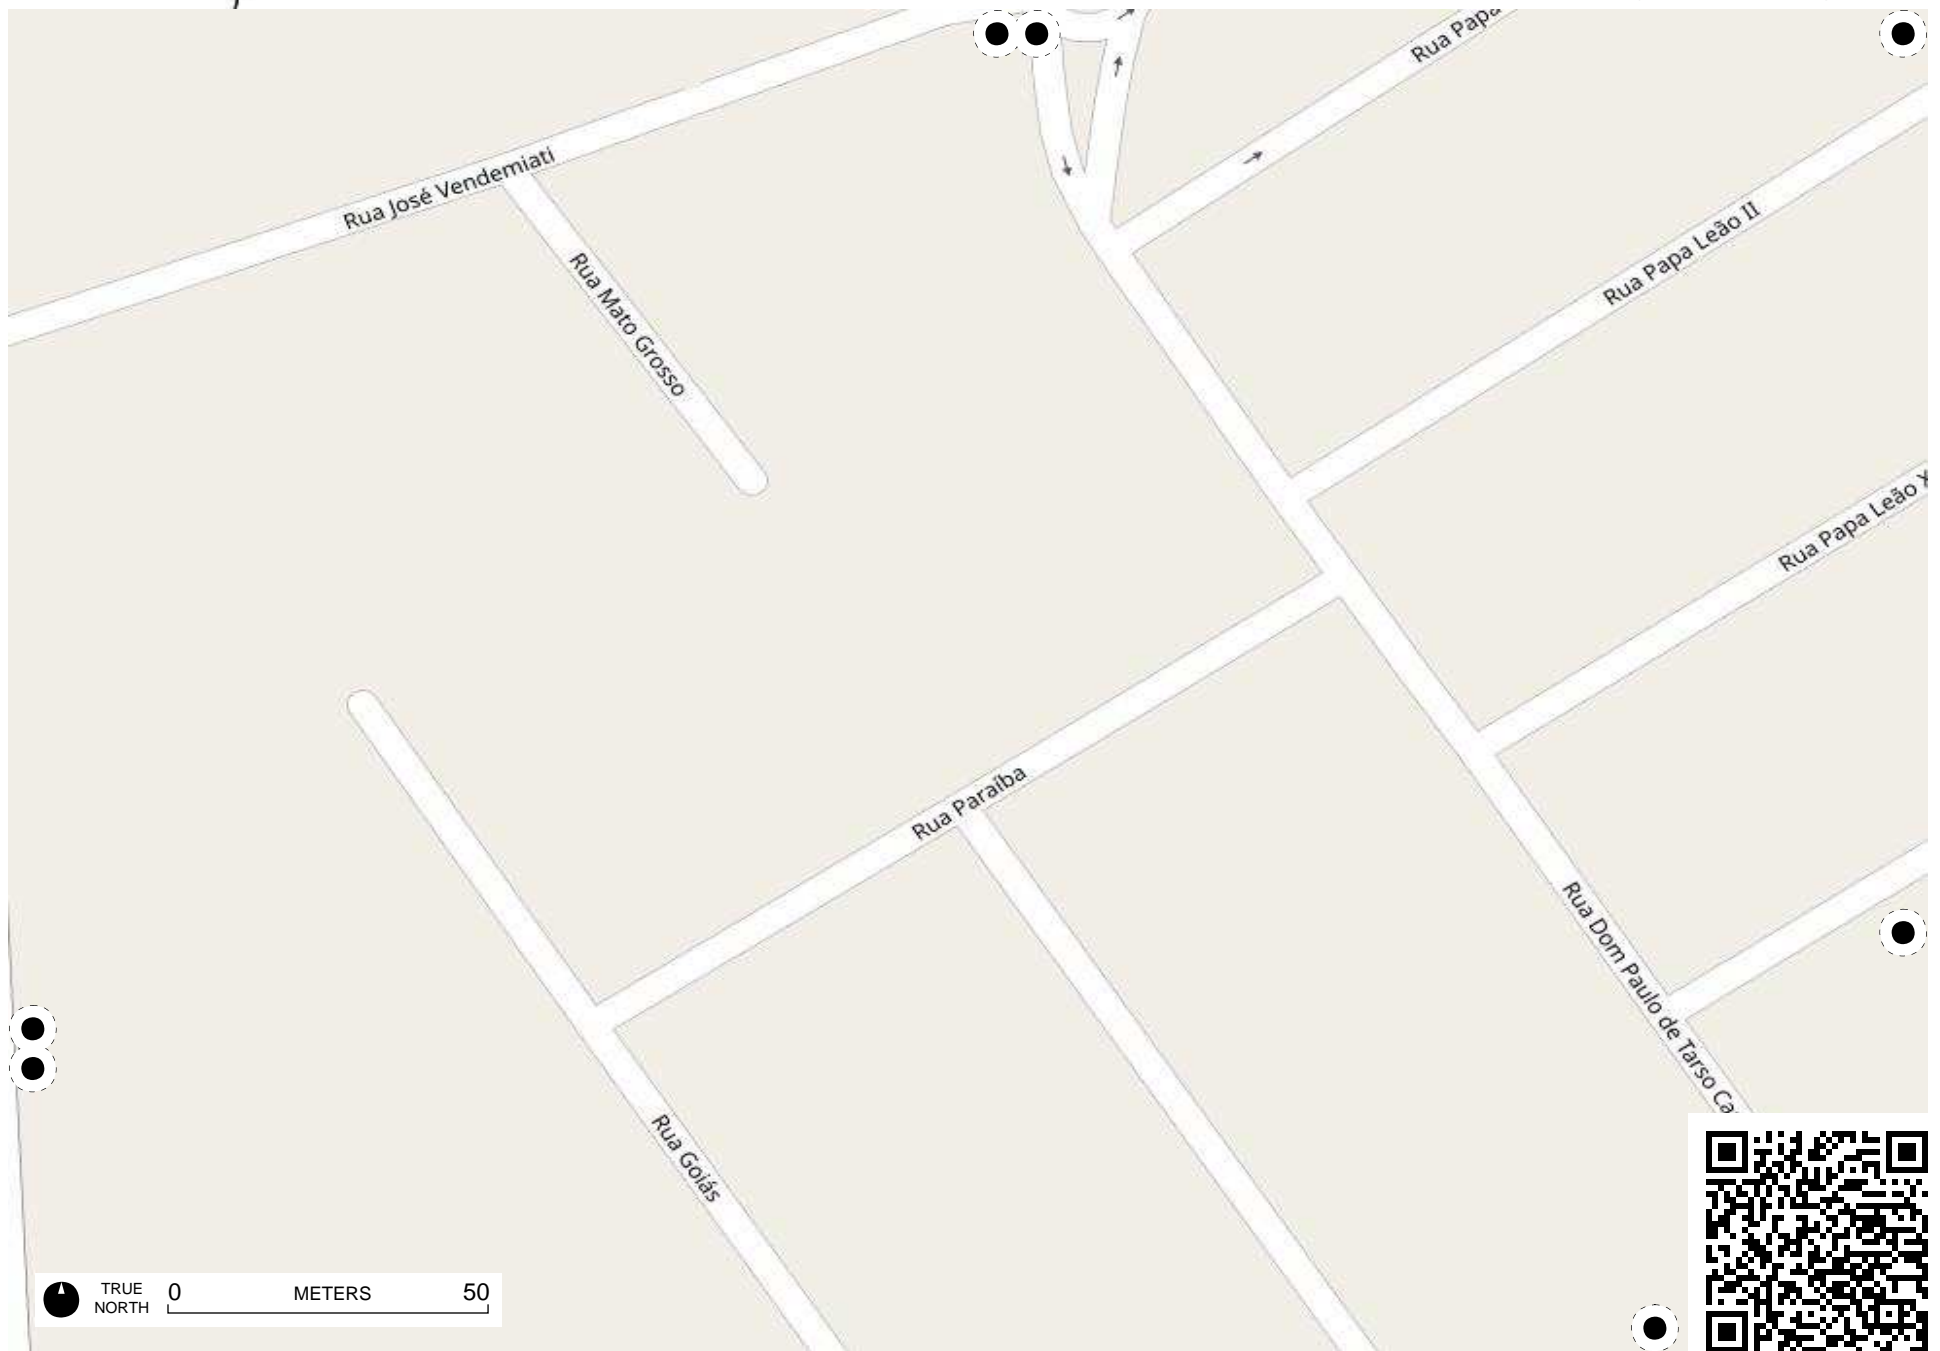 Rua Papa
Rua José Vendemiati
Rua Papa Leão II
Rua Mato Grosso
Rua Papa Leão X
Rua Paraíba
Rua Dom Paulo de Tarso Ca
Rua Goiás
TRUE
NORTH
0 METERS 50